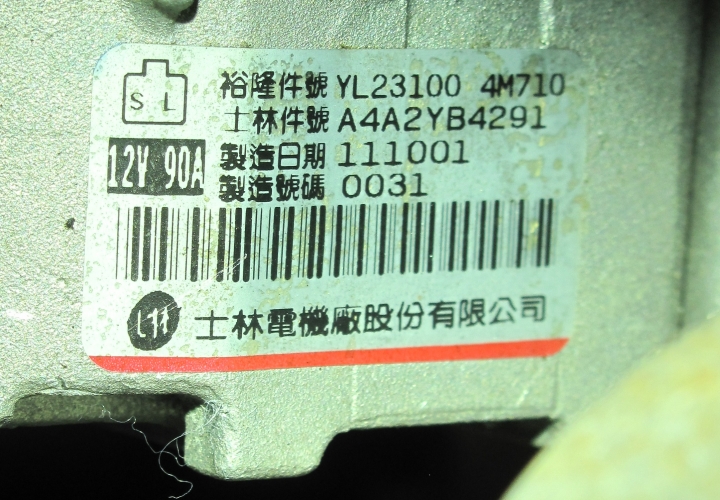 S L
裕隆件號 YL23100 4M710
士林件號 A4A2YB4291
12V 90A
製造日期 111001
製造號碼 0031
士林電機廠股份有限公司